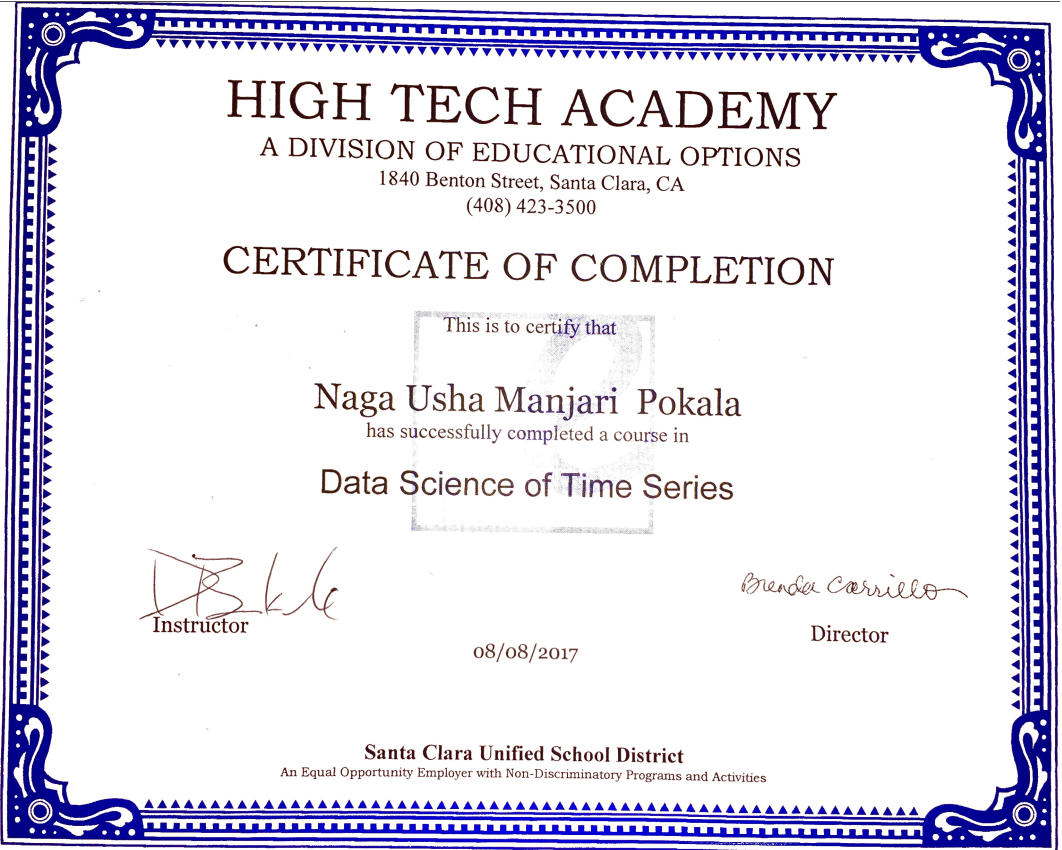 HIGH TECH ACADEMY
A DIVISION OF EDUCATIONAL OPTIONS
1840 Benton Street, Santa Clara, CA
(408) 423-3500
CERTIFICATE OF COMPLETION
This is to certify that
Naga Usha Manjari Pokala
has successfully completed a course in
Data Science of Time Series
Brenda Carrillo
Instructor
Director
08/08/2017
Santa Clara Unified School District
An Equal Opportunity Employer with Non-Discriminatory Programs and Activities